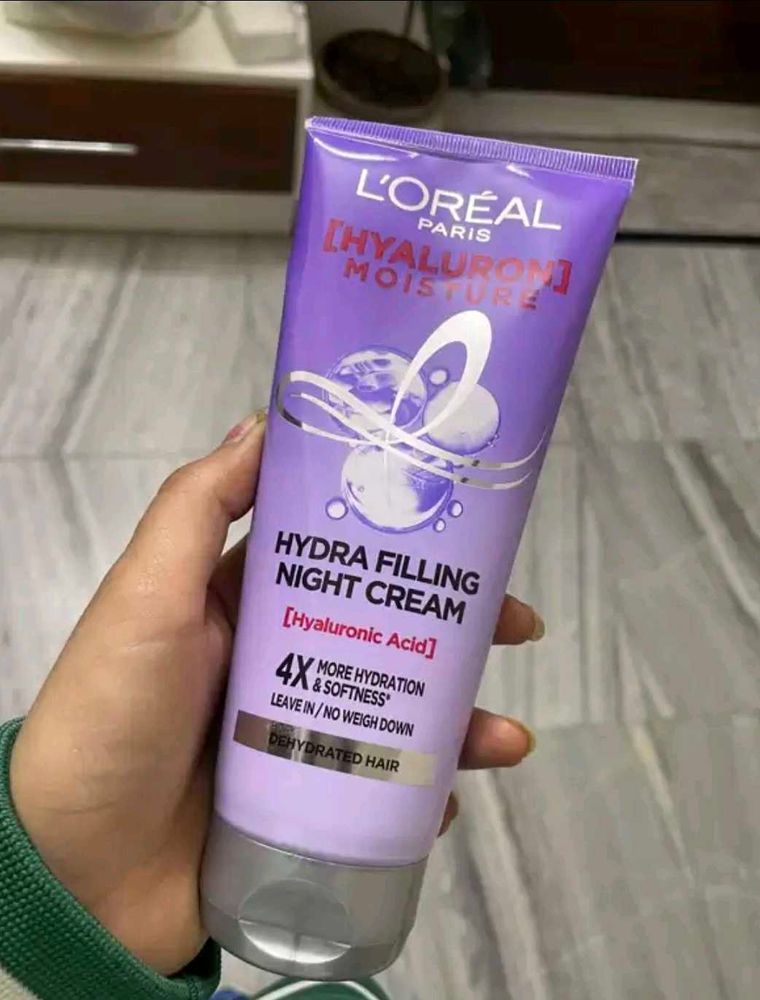 L'ORÉAL
PARIS
[HYALURON]
MOISTURE
HYDRA FILLING
NIGHT CREAM
[Hyaluronic Acid]
4X MORE HYDRATION
& SOFTNESS*
LEAVE IN / NO WEIGH DOWN
DEHYDRATED HAIR